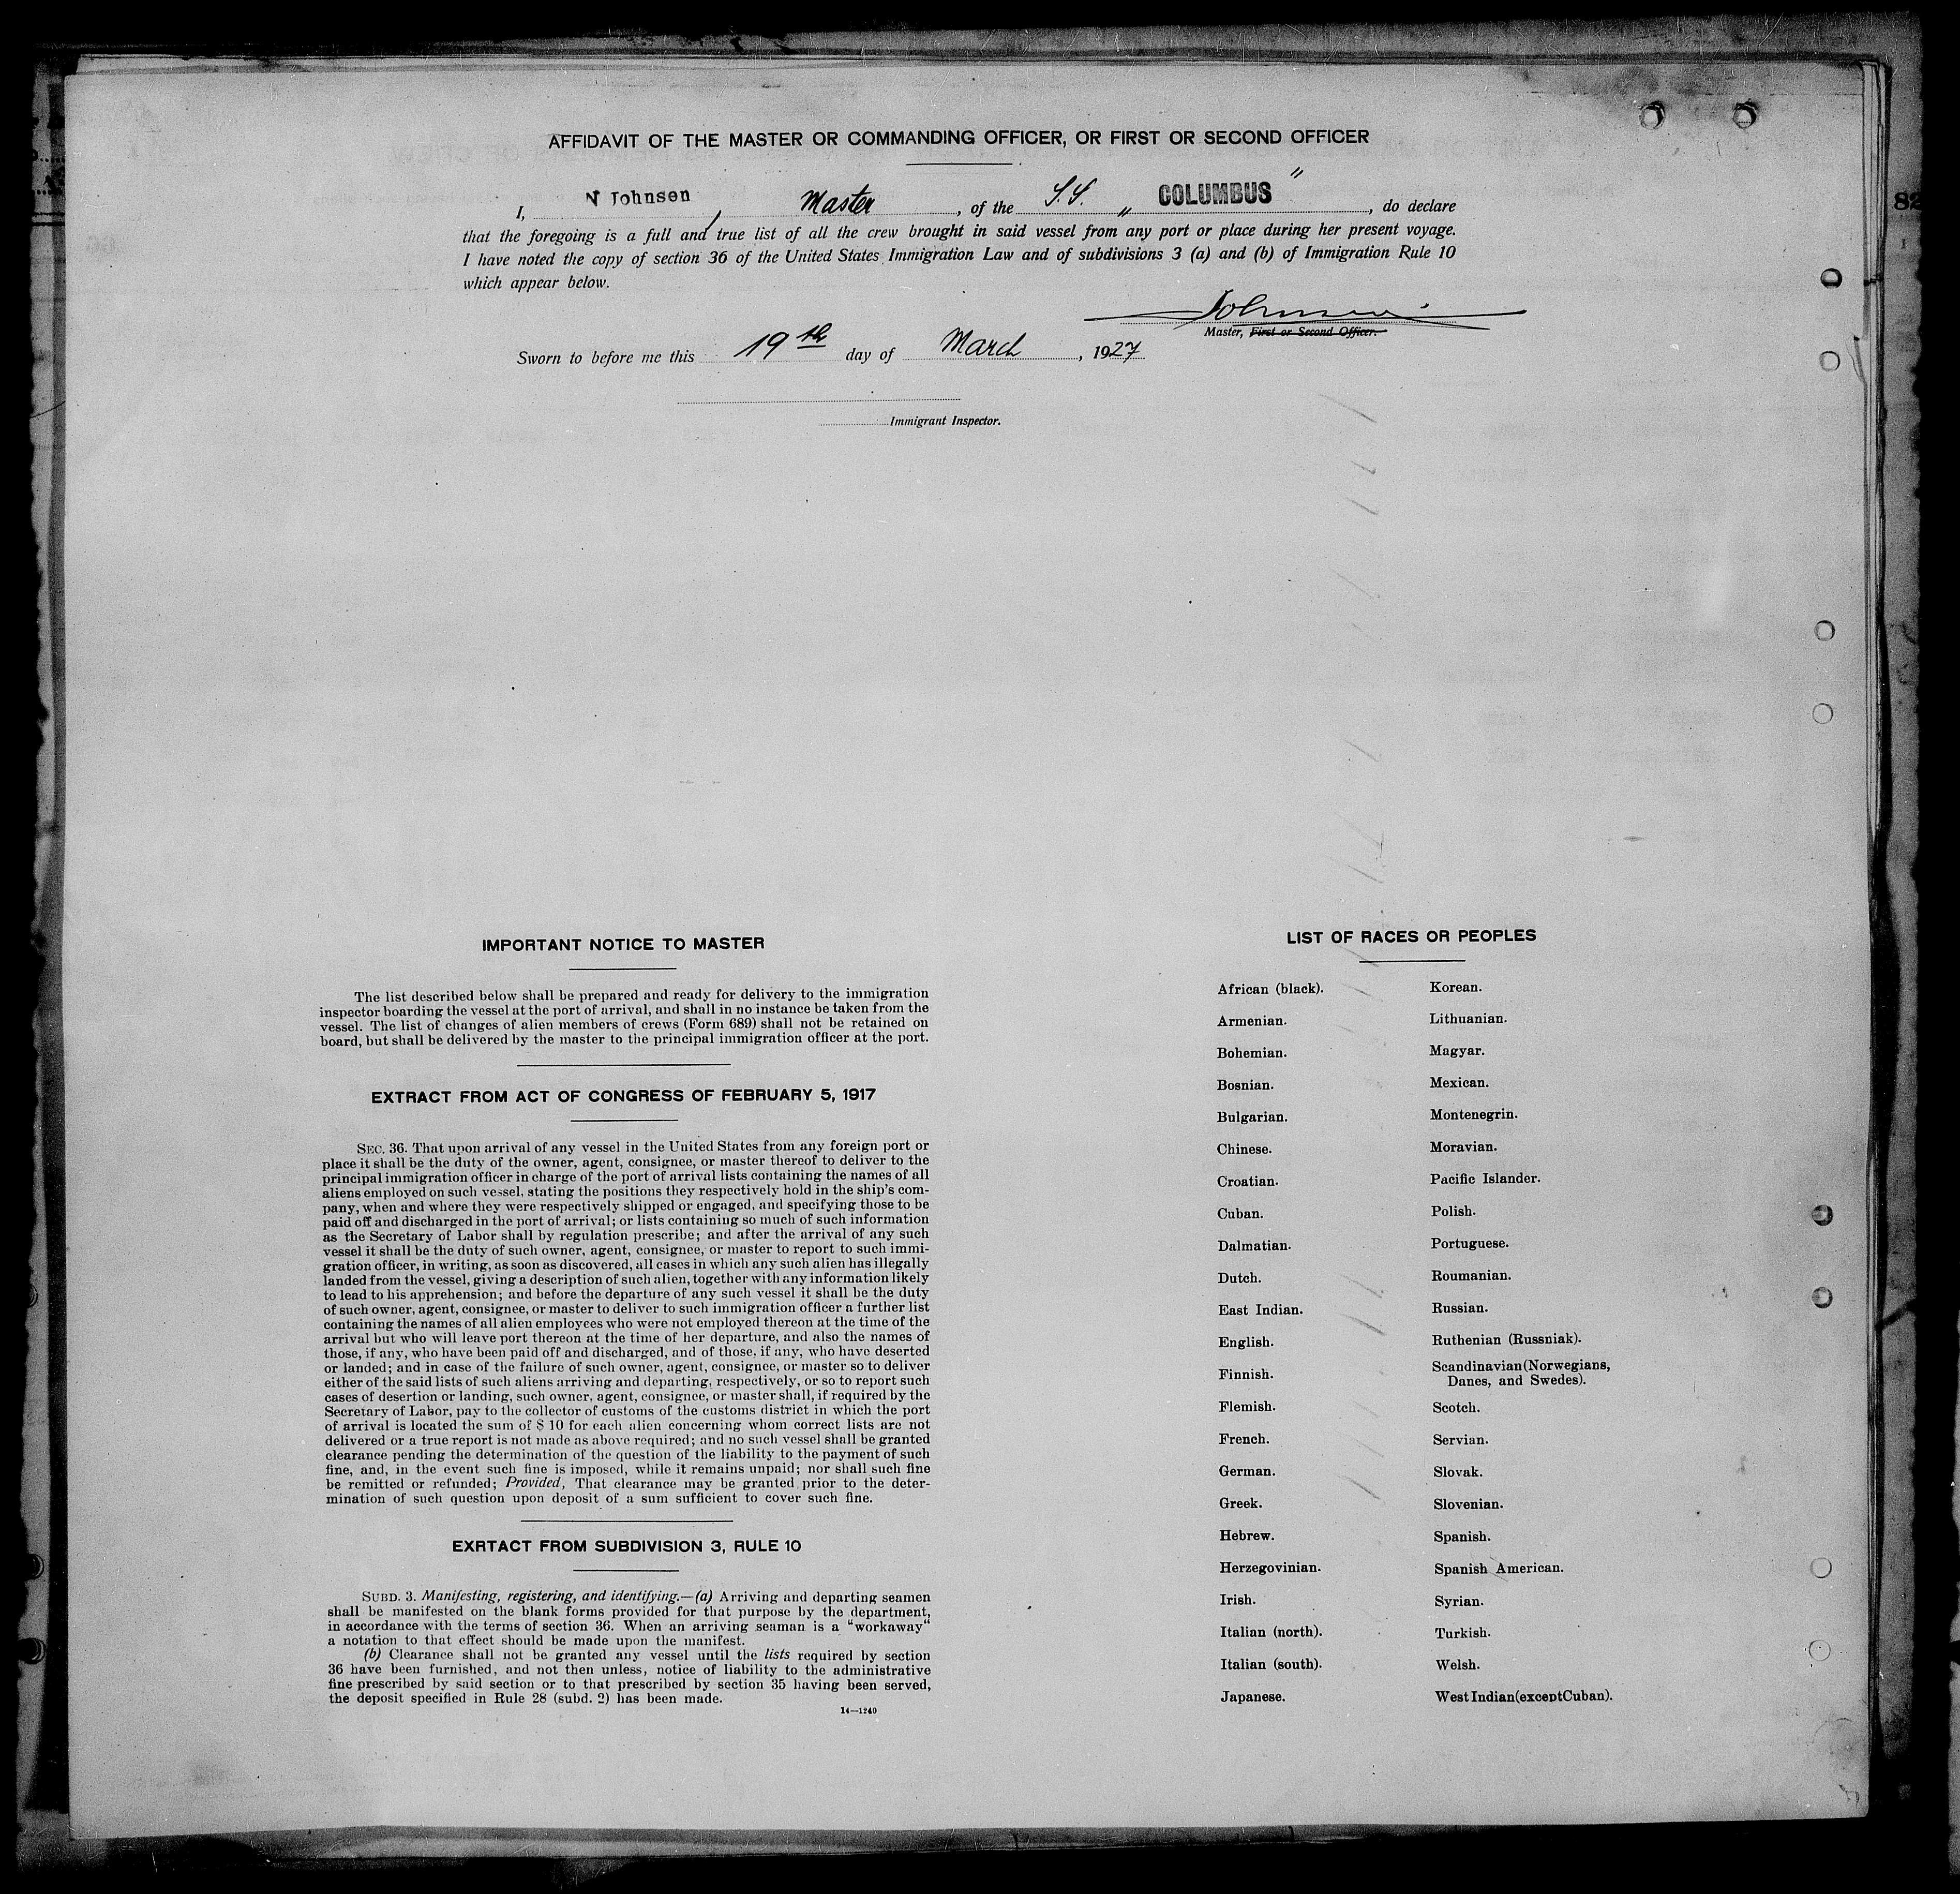 AFFIDAVIT OF THE MASTER OR COMMANDING OFFICER, OR FIRST OR SECOND OFFICER
I, N Johnsen, Master, of the S.S. „ COLUMBUS ", do declare
that the foregoing is a full and true list of all the crew brought in said vessel from any port or place during her present voyage.
I have noted the copy of section 36 of the United States Immigration Law and of subdivisions 3 (a) and (b) of Immigration Rule 10
which appear below.
Johnsen
Master, First or Second Officer.
Sworn to before me this 19th day of March, 1927
Immigrant Inspector.
IMPORTANT NOTICE TO MASTER
The list described below shall be prepared and ready for delivery to the immigration
inspector boarding the vessel at the port of arrival, and shall in no instance be taken from the
vessel. The list of changes of alien members of crews (Form 689) shall not be retained on
board, but shall be delivered by the master to the principal immigration officer at the port.
EXTRACT FROM ACT OF CONGRESS OF FEBRUARY 5, 1917
SEC. 36. That upon arrival of any vessel in the United States from any foreign port or
place it shall be the duty of the owner, agent, consignee, or master thereof to deliver to the
principal immigration officer in charge of the port of arrival lists containing the names of all
aliens employed on such vessel, stating the positions they respectively hold in the ship's com-
pany, when and where they were respectively shipped or engaged, and specifying those to be
paid off and discharged in the port of arrival; or lists containing so much of such information
as the Secretary of Labor shall by regulation prescribe; and after the arrival of any such
vessel it shall be the duty of such owner, agent, consignee, or master to report to such immi-
gration officer, in writing, as soon as discovered, all cases in which any such alien has illegally
landed from the vessel, giving a description of such alien, together with any information likely
to lead to his apprehension; and before the departure of any such vessel it shall be the duty
of such owner, agent, consignee, or master to deliver to such immigration officer a further list
containing the names of all alien employees who were not employed thereon at the time of the
arrival but who will leave port thereon at the time of her departure, and also the names of
those, if any, who have been paid off and discharged, and of those, if any, who have deserted
or landed; and in case of the failure of such owner, agent, consignee, or master so to deliver
either of the said lists of such aliens arriving and departing, respectively, or so to report such
cases of desertion or landing, such owner, agent, consignee, or master shall, if required by the
Secretary of Labor, pay to the collector of customs of the customs district in which the port
of arrival is located the sum of $ 10 for each alien concerning whom correct lists are not
delivered or a true report is not made as above required; and no such vessel shall be granted
clearance pending the determination of the question of the liability to the payment of such
fine, and, in the event such fine is imposed, while it remains unpaid; nor shall such fine
be remitted or refunded; Provided, That clearance may be granted prior to the deter-
mination of such question upon deposit of a sum sufficient to cover such fine.
EXRTACT FROM SUBDIVISION 3, RULE 10
SUBD. 3. Manifesting, registering, and identifying.—(a) Arriving and departing seamen
shall be manifested on the blank forms provided for that purpose by the department,
in accordance with the terms of section 36. When an arriving seaman is a “workaway“
a notation to that effect should be made upon the manifest.
(b) Clearance shall not be granted any vessel until the lists required by section
36 have been furnished, and not then unless, notice of liability to the administrative
fine prescribed by said section or to that prescribed by section 35 having been served,
the deposit specified in Rule 28 (subd. 2) has been made.
14—1240
LIST OF RACES OR PEOPLES
African (black).
Armenian.
Bohemian.
Bosnian.
Bulgarian.
Chinese.
Croatian.
Cuban.
Dalmatian.
Dutch.
East Indian.
English.
Finnish.
Flemish.
French.
German.
Greek.
Hebrew.
Herzegovinian.
Irish.
Italian (north).
Italian (south).
Japanese.
Korean.
Lithuanian.
Magyar.
Mexican.
Montenegrin.
Moravian.
Pacific Islander.
Polish.
Portuguese.
Roumanian.
Russian.
Ruthenian (Russniak).
Scandinavian(Norwegians,
Danes, and Swedes).
Scotch.
Servian.
Slovak.
Slovenian.
Spanish.
Spanish American.
Syrian.
Turkish.
Welsh.
West Indian(exceptCuban).
82